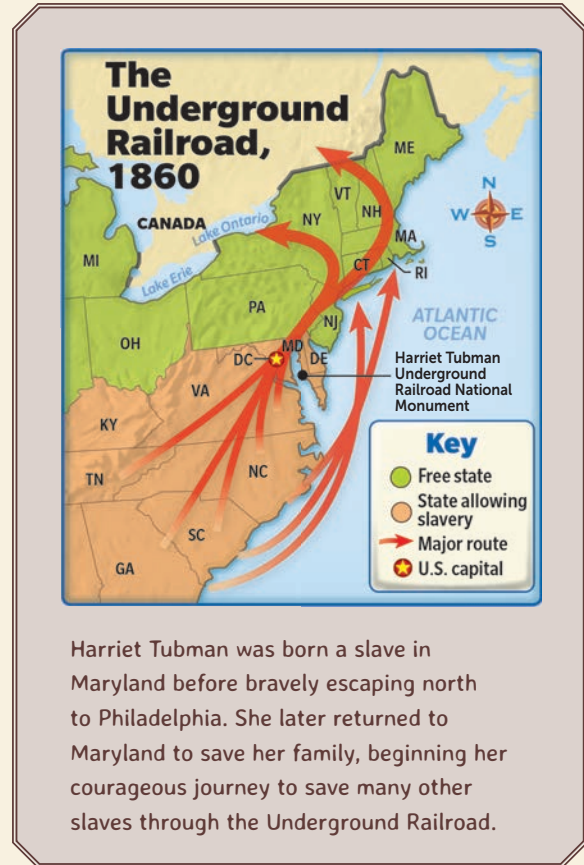 The
Underground
Railroad,
1860
ME
VT
NH
NY
MA
CT
RI
CANADA
Lake Ontario
Lake Erie
MI
PA
NJ
OH
MD
DE
DC
VA
KY
TN
NC
SC
GA
N
W
E
S
ATLANTIC
OCEAN
Harriet Tubman
Underground
Railroad National
Monument
Key
Free state
State allowing
slavery
Major route
U.S. capital
Harriet Tubman was born a slave in
Maryland before bravely escaping north
to Philadelphia. She later returned to
Maryland to save her family, beginning her
courageous journey to save many other
slaves through the Underground Railroad.